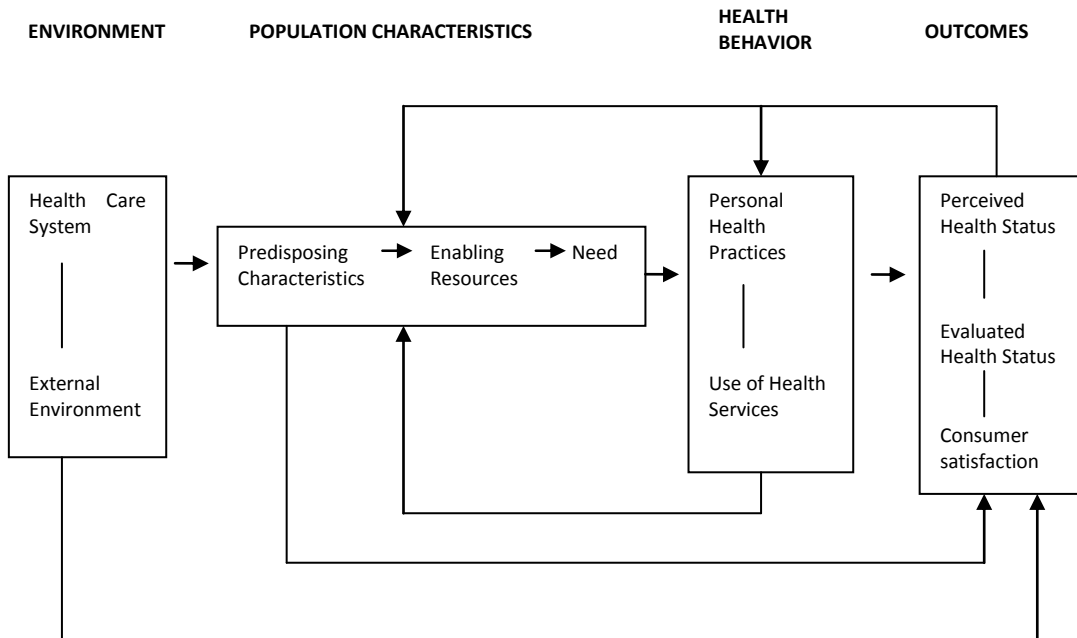 ENVIRONMENT
POPULATION CHARACTERISTICS
HEALTH
BEHAVIOR
OUTCOMES
Health Care
System
External
Environment
Predisposing
Characteristics
Enabling
Resources
Need
Personal
Health
Practices
Use of Health
Services
Perceived
Health Status
Evaluated
Health Status
Consumer
satisfaction